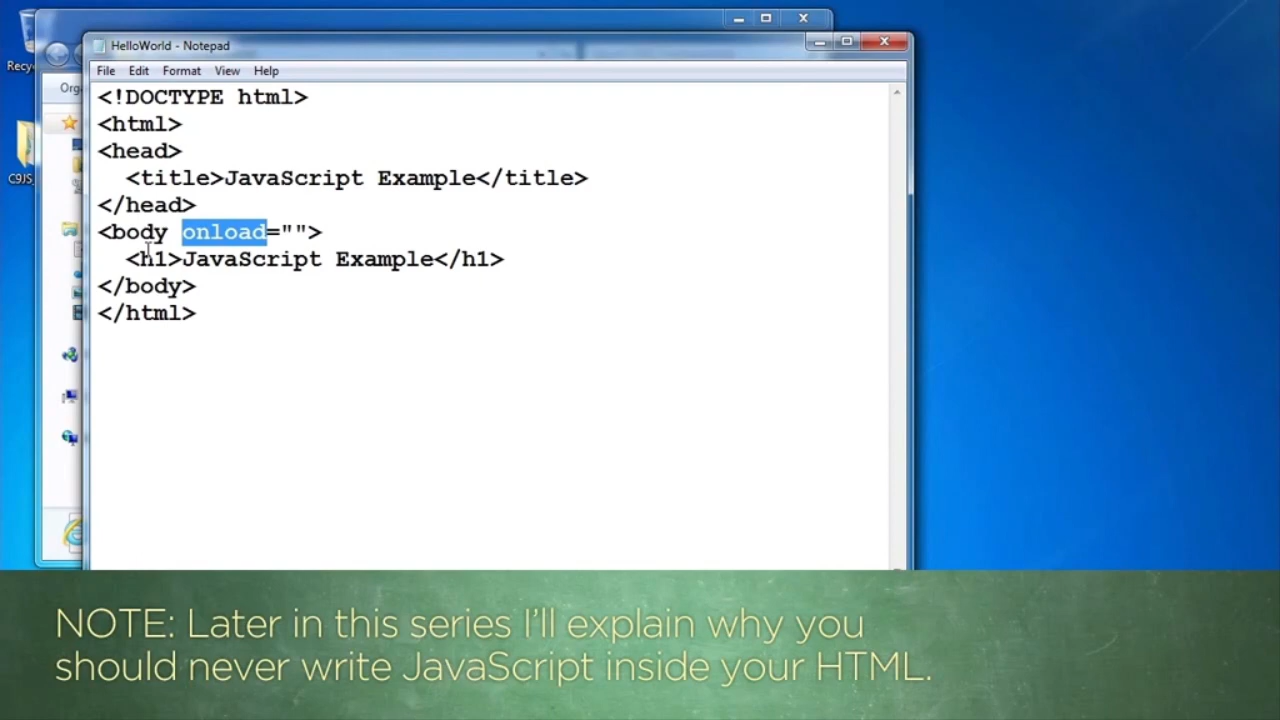 HelloWorld - Notepad
File Edit Format View Help
<!DOCTYPE html>
<html>
<head>
  <title>JavaScript Example</title>
</head>
<body onload="">
  <h1>JavaScript Example</h1>
</body>
</html>
NOTE: Later in this series I'll explain why you
should never write JavaScript inside your HTML.